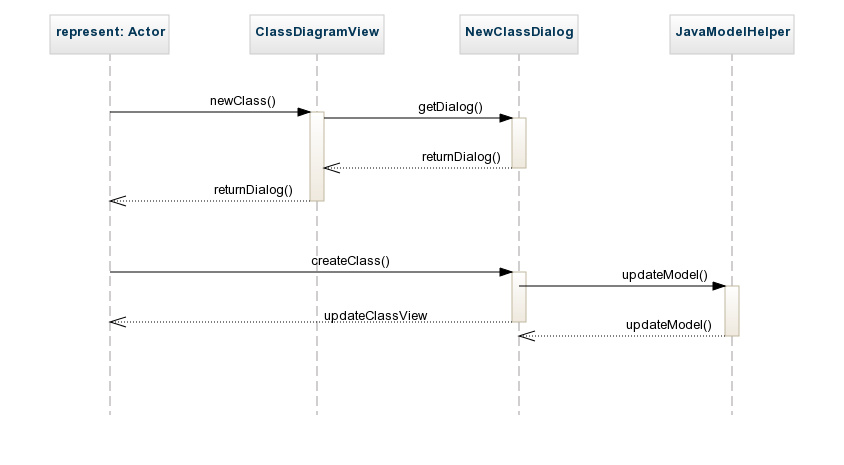 represent: Actor
ClassDiagramView
NewClassDialog
JavaModelHelper
newClass()
getDialog()
returnDialog()
returnDialog()
createClass()
updateModel()
updateClassView
updateModel()